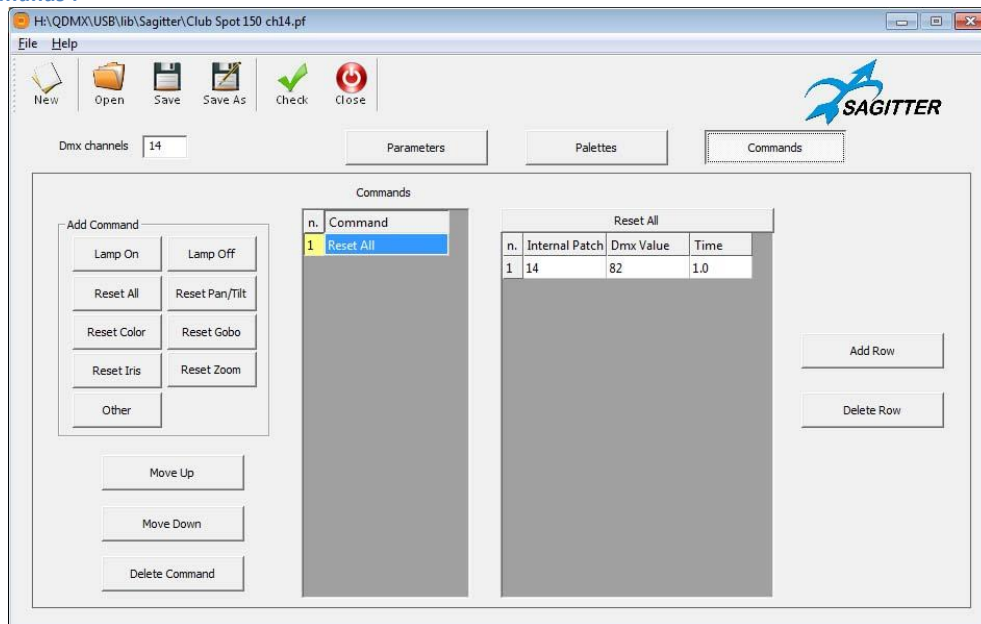 H:\QDMX\USB\lib\Sagitter\Club Spot 150 ch14.pf
File Help
New Open Save Save As Check Close
SAGITTER
Dmx channels 14 Parameters Palettes Commands
Commands
Add Command
Lamp On Lamp Off
Reset All Reset Pan/Tilt
Reset Color Reset Gobo
Reset Iris Reset Zoom
Other
Move Up
Move Down
Delete Command
n. Command
1 Reset All
Reset All
n. Internal Patch Dmx Value Time
1 14 82 1.0
Add Row
Delete Row